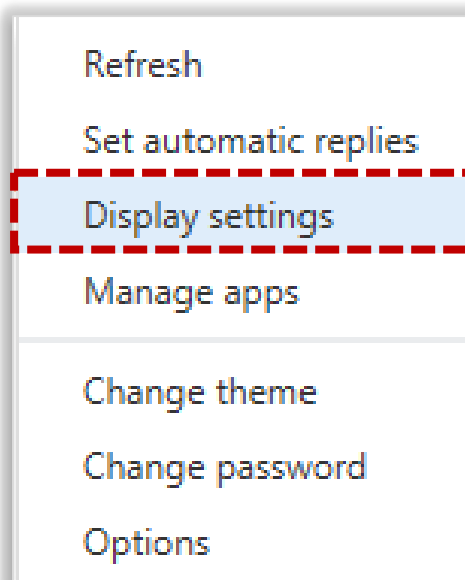 Refresh
Set automatic replies
Display settings
Manage apps
Change theme
Change password
Options